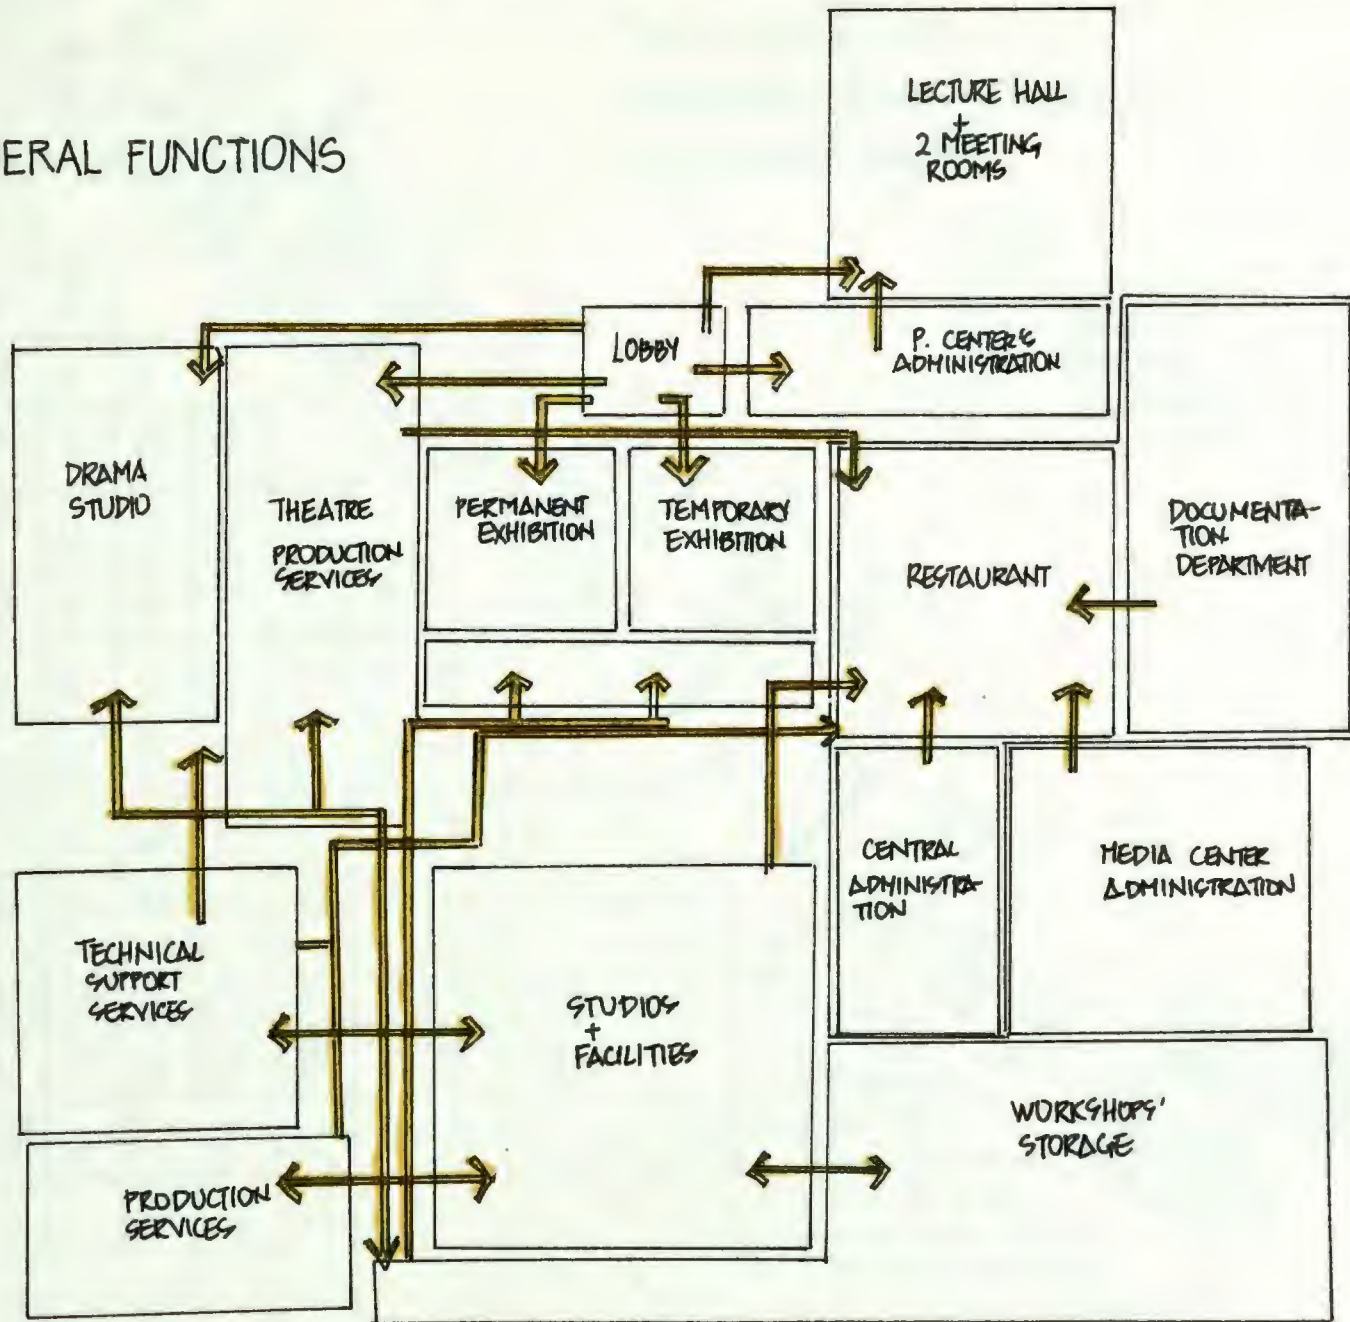 ERAL FUNCTIONS
LECTURE HALL
+
2 MEETING
ROOMS
LOBBY
P. CENTER'S
ADMINISTRATION
DRAMA
STUDIO
THEATRE
PRODUCTION
SERVICES
PERMANENT
EXHIBITION
TEMPORARY
EXHIBITION
RESTAURANT
DOCUMENTA-
TION
DEPARTMENT
CENTRAL
ADMINISTRA-
TION
MEDIA CENTER
ADMINISTRATION
TECHNICAL
SUPPORT
SERVICES
STUDIOS
+
FACILITIES
WORKSHOPS'
STORAGE
PRODUCTION
SERVICES